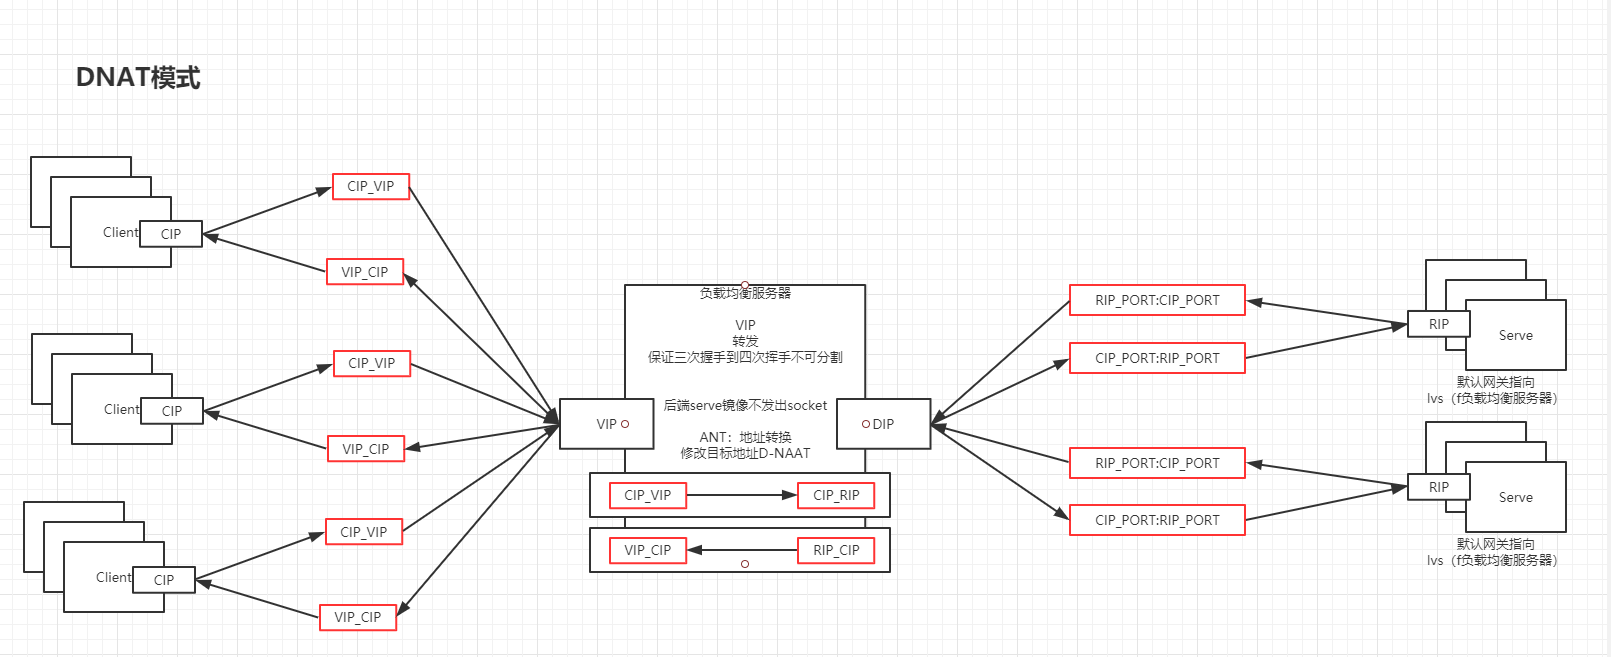 DNAT模式
Client
CIP
CIP_VIP
VIP_CIP
Client
CIP
CIP_VIP
VIP_CIP
Client
CIP
CIP_VIP
VIP_CIP
负载均衡服务器
VIP
转发
保证三次握手到四次挥手不可分割
VIP
后端serve镜像不发出socket
DIP
ANT：地址转换
修改目标地址D-NAAT
CIP_VIP
CIP_RIP
VIP_CIP
RIP_CIP
RIP_PORT:CIP_PORT
CIP_PORT:RIP_PORT
RIP
Serve
默认网关指向
lvs（f负载均衡服务器）
RIP_PORT:CIP_PORT
CIP_PORT:RIP_PORT
RIP
Serve
默认网关指向
lvs（f负载均衡服务器）